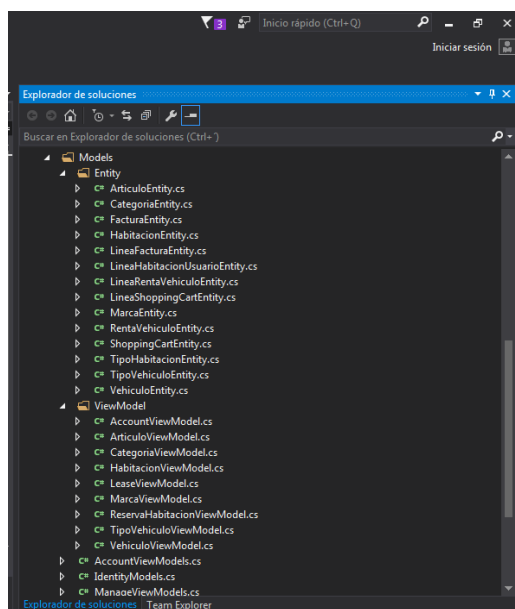 3 Inicio rápido (Ctrl+Q)
Iniciar sesión
Explorador de soluciones
Buscar en Explorador de soluciones (Ctrl+´)
Models
Entity
C# ArticuloEntity.cs
C# CategoriaEntity.cs
C# FacturaEntity.cs
C# HabitacionEntity.cs
C# LineaFacturaEntity.cs
C# LineaHabitacionUsuarioEntity.cs
C# LineaRentaVehiculoEntity.cs
C# LineaShoppingCartEntity.cs
C# MarcaEntity.cs
C# RentaVehiculoEntity.cs
C# ShoppingCartEntity.cs
C# TipoHabitacionEntity.cs
C# TipoVehiculoEntity.cs
C# VehiculoEntity.cs
ViewModel
C# AccountViewModel.cs
C# ArticuloViewModel.cs
C# CategoriaViewModel.cs
C# HabitacionViewModel.cs
C# LeaseViewModel.cs
C# MarcaViewModel.cs
C# ReservaHabitacionViewModel.cs
C# TipoVehiculoViewModel.cs
C# VehiculoViewModel.cs
C# AccountViewModels.cs
C# IdentityModels.cs
C# ManageViewModels.cs
Explorador de soluciones Team Explorer